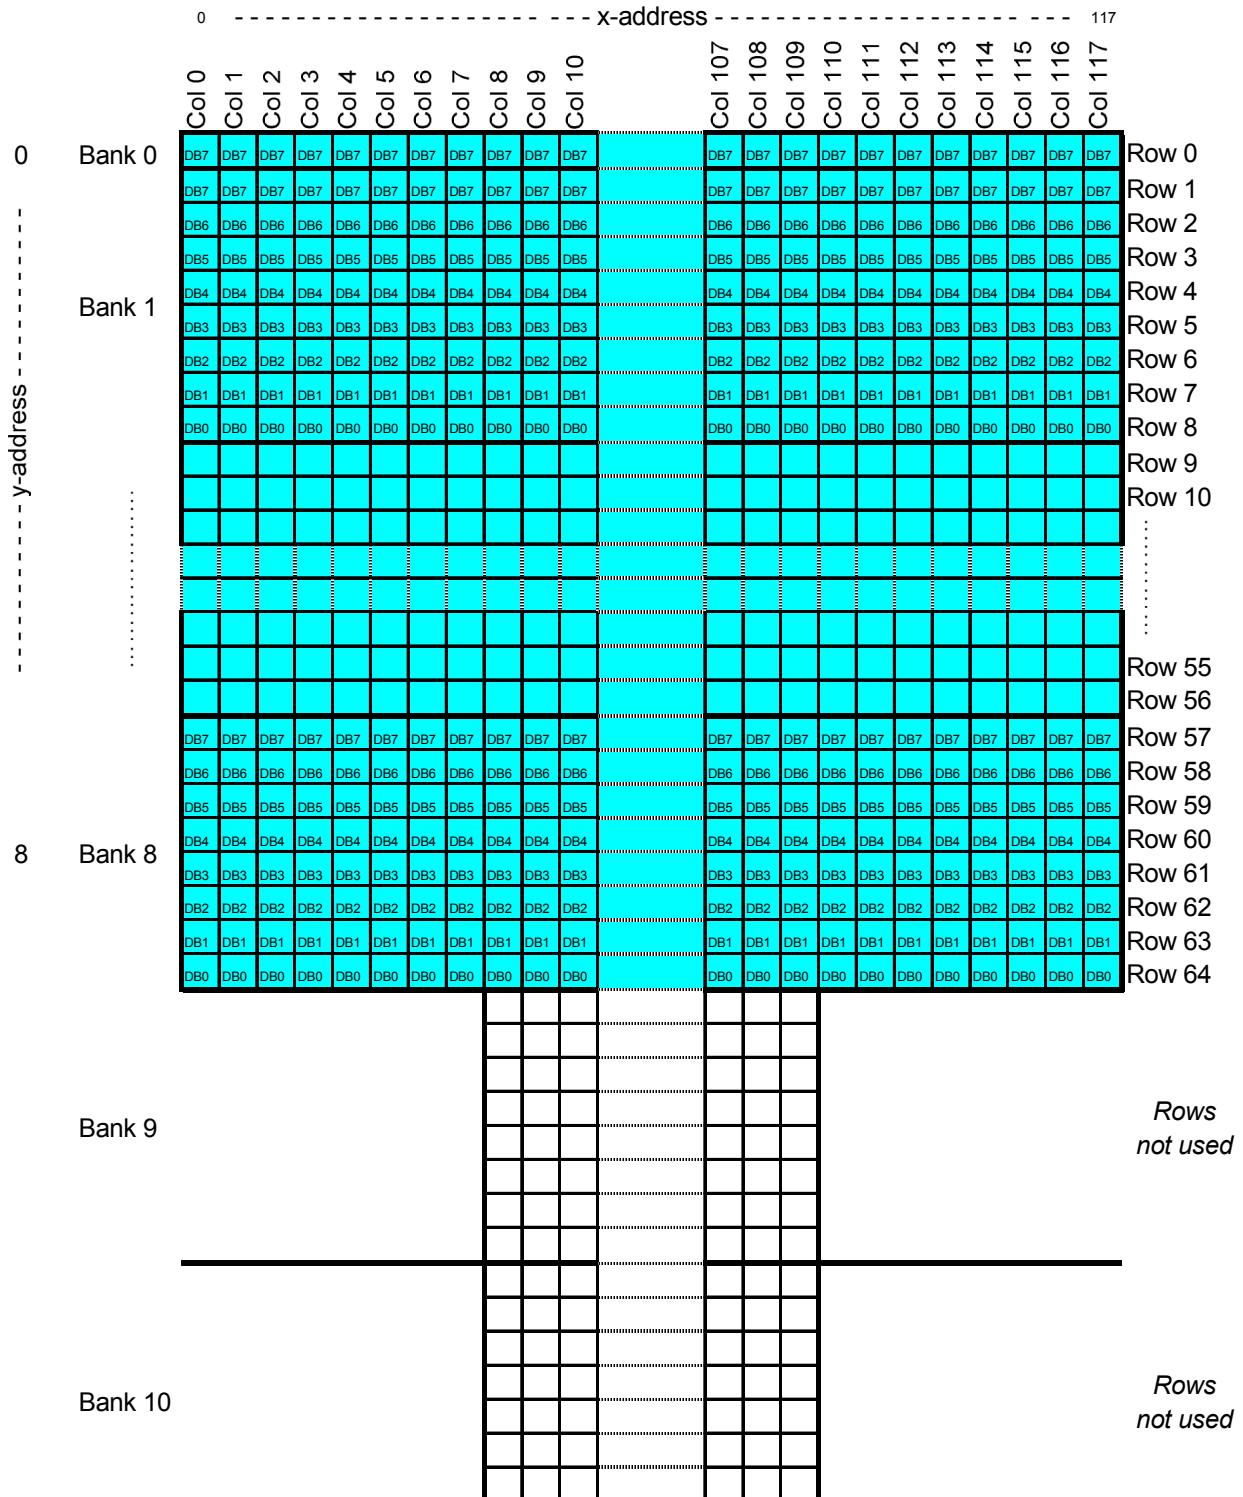 0 x-address 117
Col 0 Col 1 Col 2 Col 3 Col 4 Col 5 Col 6 Col 7 Col 8 Col 9 Col 10 Col 107 Col 108 Col 109 Col 110 Col 111 Col 112 Col 113 Col 114 Col 115 Col 116 Col 117
0 Bank 0 DB7 DB7 DB7 DB7 DB7 DB7 DB7 DB7 DB7 DB7 DB7 DB7 DB7 DB7 DB7 DB7 DB7 DB7 DB7 DB7 DB7 DB7 Row 0
DB7 DB7 DB7 DB7 DB7 DB7 DB7 DB7 DB7 DB7 DB7 DB7 DB7 DB7 DB7 DB7 DB7 DB7 DB7 DB7 DB7 DB7 Row 1
DB6 DB6 DB6 DB6 DB6 DB6 DB6 DB6 DB6 DB6 DB6 DB6 DB6 DB6 DB6 DB6 DB6 DB6 DB6 DB6 DB6 DB6 Row 2
DB5 DB5 DB5 DB5 DB5 DB5 DB5 DB5 DB5 DB5 DB5 DB5 DB5 DB5 DB5 DB5 DB5 DB5 DB5 DB5 DB5 DB5 Row 3
DB4 DB4 DB4 DB4 DB4 DB4 DB4 DB4 DB4 DB4 DB4 DB4 DB4 DB4 DB4 DB4 DB4 DB4 DB4 DB4 DB4 DB4 Row 4
Bank 1
DB3 DB3 DB3 DB3 DB3 DB3 DB3 DB3 DB3 DB3 DB3 DB3 DB3 DB3 DB3 DB3 DB3 DB3 DB3 DB3 DB3 DB3 Row 5
DB2 DB2 DB2 DB2 DB2 DB2 DB2 DB2 DB2 DB2 DB2 DB2 DB2 DB2 DB2 DB2 DB2 DB2 DB2 DB2 DB2 DB2 Row 6
DB1 DB1 DB1 DB1 DB1 DB1 DB1 DB1 DB1 DB1 DB1 DB1 DB1 DB1 DB1 DB1 DB1 DB1 DB1 DB1 DB1 DB1 Row 7
DB0 DB0 DB0 DB0 DB0 DB0 DB0 DB0 DB0 DB0 DB0 DB0 DB0 DB0 DB0 DB0 DB0 DB0 DB0 DB0 DB0 DB0 Row 8
y-address
Row 9
Row 10
Row 55
Row 56
DB7 DB7 DB7 DB7 DB7 DB7 DB7 DB7 DB7 DB7 DB7 DB7 DB7 DB7 DB7 DB7 DB7 DB7 DB7 DB7 DB7 DB7 Row 57
DB6 DB6 DB6 DB6 DB6 DB6 DB6 DB6 DB6 DB6 DB6 DB6 DB6 DB6 DB6 DB6 DB6 DB6 DB6 DB6 DB6 DB6 Row 58
DB5 DB5 DB5 DB5 DB5 DB5 DB5 DB5 DB5 DB5 DB5 DB5 DB5 DB5 DB5 DB5 DB5 DB5 DB5 DB5 DB5 DB5 Row 59
DB4 DB4 DB4 DB4 DB4 DB4 DB4 DB4 DB4 DB4 DB4 DB4 DB4 DB4 DB4 DB4 DB4 DB4 DB4 DB4 DB4 DB4 Row 60
8 Bank 8
DB3 DB3 DB3 DB3 DB3 DB3 DB3 DB3 DB3 DB3 DB3 DB3 DB3 DB3 DB3 DB3 DB3 DB3 DB3 DB3 DB3 DB3 Row 61
DB2 DB2 DB2 DB2 DB2 DB2 DB2 DB2 DB2 DB2 DB2 DB2 DB2 DB2 DB2 DB2 DB2 DB2 DB2 DB2 DB2 DB2 Row 62
DB1 DB1 DB1 DB1 DB1 DB1 DB1 DB1 DB1 DB1 DB1 DB1 DB1 DB1 DB1 DB1 DB1 DB1 DB1 DB1 DB1 DB1 Row 63
DB0 DB0 DB0 DB0 DB0 DB0 DB0 DB0 DB0 DB0 DB0 DB0 DB0 DB0 DB0 DB0 DB0 DB0 DB0 DB0 DB0 DB0 Row 64
Bank 9
Rows
not used
Bank 10
Rows
not used